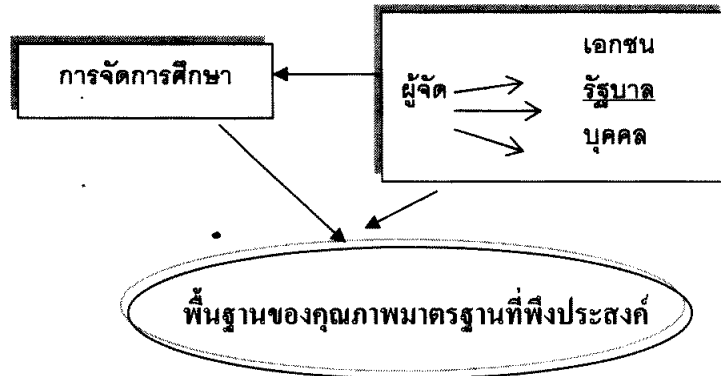 การจัดการศึกษา
ผู้จัด
เอกชน
รัฐบาล
บุคคล
พื้นฐานของคุณภาพมาตรฐานที่พึงประสงค์